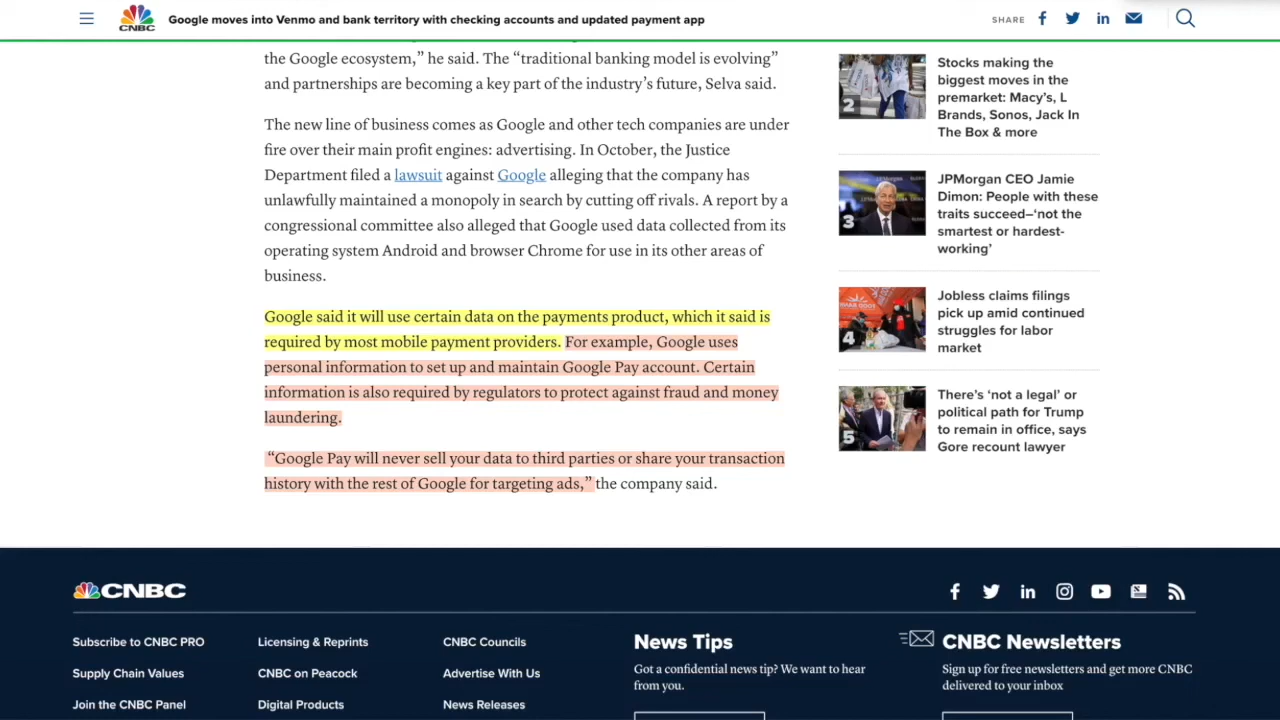 CNBC
Google moves into Venmo and bank territory with checking accounts and updated payment app
SHARE
the Google ecosystem,” he said. The “traditional banking model is evolving”
and partnerships are becoming a key part of the industry’s future, Selva said.
The new line of business comes as Google and other tech companies are under
fire over their main profit engines: advertising. In October, the Justice
Department filed a lawsuit against Google alleging that the company has
unlawfully maintained a monopoly in search by cutting off rivals. A report by a
congressional committee also alleged that Google used data collected from its
operating system Android and browser Chrome for use in its other areas of
business.
Google said it will use certain data on the payments product, which it said is
required by most mobile payment providers. For example, Google uses
personal information to set up and maintain Google Pay account. Certain
information is also required by regulators to protect against fraud and money
laundering.
“Google Pay will never sell your data to third parties or share your transaction
history with the rest of Google for targeting ads,” the company said.
2
Stocks making the
biggest moves in the
premarket: Macy’s, L
Brands, Sonos, Jack In
The Box & more
3
JPMorgan CEO Jamie
Dimon: People with these
traits succeed–‘not the
smartest or hardest-
working’
4
Jobless claims filings
pick up amid continued
struggles for labor
market
5
There’s ‘not a legal’ or
political path for Trump
to remain in office, says
Gore recount lawyer
CNBC
Subscribe to CNBC PRO
Supply Chain Values
Join the CNBC Panel
Licensing & Reprints
CNBC on Peacock
Digital Products
CNBC Councils
Advertise With Us
News Releases
News Tips
Got a confidential news tip? We want to hear
from you.
CNBC Newsletters
Sign up for free newsletters and get more CNBC
delivered to your inbox